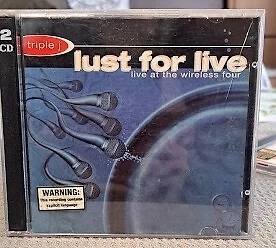 2
CD
triple j
lust for live
live at the wireless four
WARNING:
This recording contains
explicit language